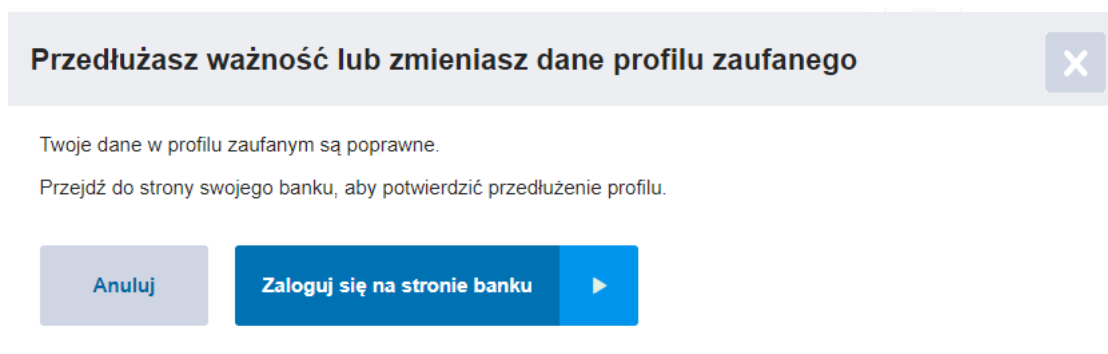 Przedłużasz ważność lub zmieniasz dane profilu zaufanego
Twoje dane w profilu zaufanym są poprawne.
Przejdź do strony swojego banku, aby potwierdzić przedłużenie profilu.
Anuluj
Zaloguj się na stronie banku